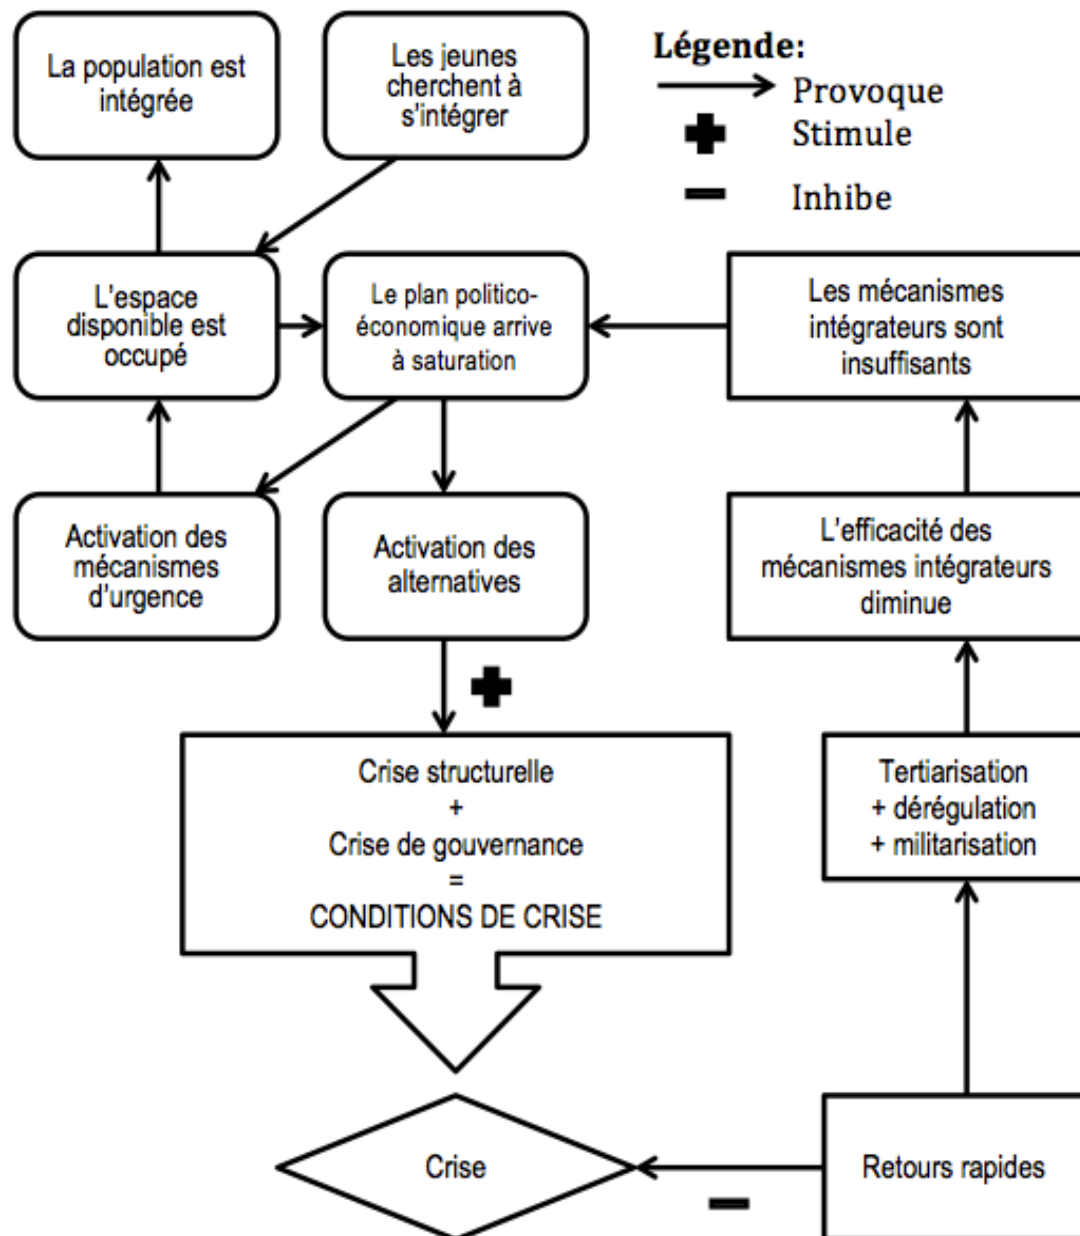 La population est
intégrée
Les jeunes
cherchent à
s'intégrer
Légende:
Provoque
Stimule
Inhibe
L'espace
disponible est
occupé
Le plan politico-
économique arrive
à saturation
Les mécanismes
intégrateurs sont
insuffisants
Activation des
mécanismes
d'urgence
Activation des
alternatives
L'efficacité des
mécanismes intégrateurs
diminue
Crise structurelle
+
Crise de gouvernance
=
CONDITIONS DE CRISE
Tertiarisation
+ dérégulation
+ militarisation
Crise
Retours rapides